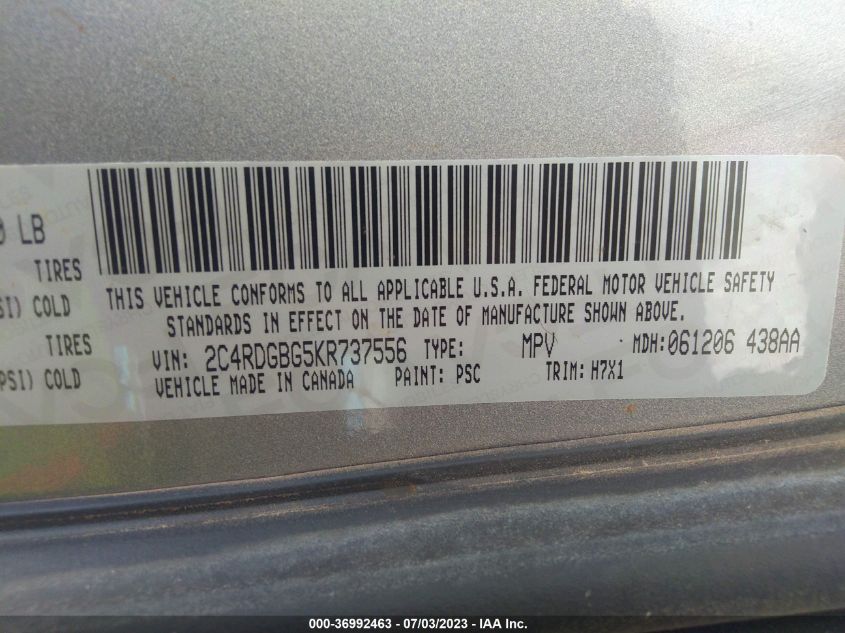 LB
TIRES
COLD
TIRES
PSI) COLD
THIS VEHICLE CONFORMS TO ALL APPLICABLE U.S.A. FEDERAL MOTOR VEHICLE SAFETY
STANDARDS IN EFFECT ON THE DATE OF MANUFACTURE SHOWN ABOVE.
VIN: 2C4RDGBG5KR737556 TYPE: MPV MDH:061206 438AA
VEHICLE MADE IN CANADA PAINT: PSC TRIM: H7X1
000-36992463 - 07/03/2023 - IAA Inc.